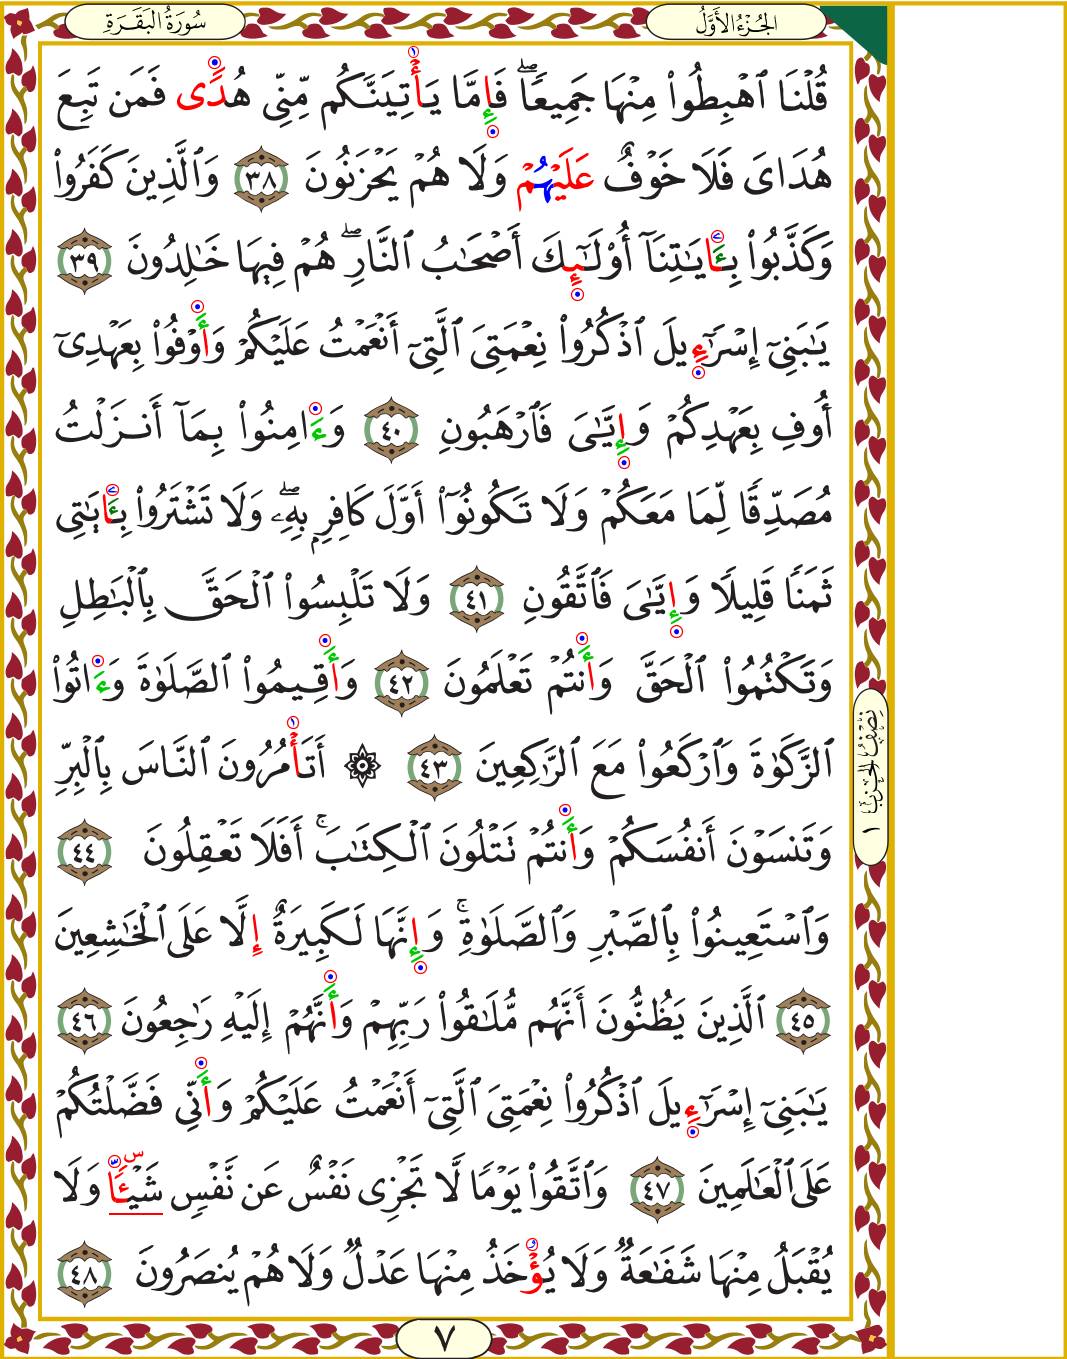 الجُزْءُ الأَوَّلُ
سُورَةُ البَقَرَةِ
قُلْنَا ٱهْبِطُوا۟ مِنْهَا جَمِيعًاۖ فَإِمَّا يَأْتِيَنَّكُم مِّنِّى هُدًى فَمَن تَبِعَ
هُدَاىَ فَلَا خَوْفٌ عَلَيْهُمْ وَلَا هُمْ يَحْزَنُونَ ٣٨ وَٱلَّذِينَ كَفَرُوا۟
وَكَذَّبُوا۟ بِـَٔايَـٰتِنَآ أُو۟لَـٰٓئِكَ أَصْحَـٰبُ ٱلنَّارِۖ هُمْ فِيهَا خَـٰلِدُونَ ٣٩
يَـٰبَنِىٓ إِسْرَٰٓءِيلَ ٱذْكُرُوا۟ نِعْمَتِىَ ٱلَّتِىٓ أَنْعَمْتُ عَلَيْكُمْ وَأَوْفُوا۟ بِعَهْدِىٓ
أُوفِ بِعَهْدِكُمْ وَإِيَّـٰىَ فَٱرْهَبُونِ ٤٠ وَءَامِنُوا۟ بِمَآ أَنزَلْتُ
مُصَدِّقًا لِّمَا مَعَكُمْ وَلَا تَكُونُوٓا۟ أَوَّلَ كَافِرٍۭ بِهِۦۖ وَلَا تَشْتَرُوا۟ بِـَٔايَـٰتِى
ثَمَنًا قَلِيلًا وَإِيَّـٰىَ فَٱتَّقُونِ ٤١ وَلَا تَلْبِسُوا۟ ٱلْحَقَّ بِٱلْبَـٰطِلِ
وَتَكْتُمُوا۟ ٱلْحَقَّ وَأَنتُمْ تَعْلَمُونَ ٤٢ وَأَقِيمُوا۟ ٱلصَّلَوٰةَ وَءَاتُوا۟
ٱلزَّكَوٰةَ وَٱرْكَعُوا۟ مَعَ ٱلرَّٰكِعِينَ ٤٣ ۞ أَتَأْمُرُونَ ٱلنَّاسَ بِٱلْبِرِّ
وَتَنسَوْنَ أَنفُسَكُمْ وَأَنتُمْ تَتْلُونَ ٱلْكِتَـٰبَۚ أَفَلَا تَعْقِلُونَ ٤٤
وَٱسْتَعِينُوا۟ بِٱلصَّبْرِ وَٱلصَّلَوٰةِۚ وَإِنَّهَا لَكَبِيرَةٌ إِلَّا عَلَى ٱلْخَـٰشِعِينَ
٤٥ ٱلَّذِينَ يَظُنُّونَ أَنَّهُم مُّلَـٰقُوا۟ رَبِّهِمْ وَأَنَّهُمْ إِلَيْهِ رَٰجِعُونَ ٤٦
يَـٰبَنِىٓ إِسْرَٰٓءِيلَ ٱذْكُرُوا۟ نِعْمَتِىَ ٱلَّتِىٓ أَنْعَمْتُ عَلَيْكُمْ وَأَنِّى فَضَّلْتُكُمْ
عَلَى ٱلْعَـٰلَمِينَ ٤٧ وَٱتَّقُوا۟ يَوْمًا لَّا تَجْزِى نَفْسٌ عَن نَّفْسٍ شَيْـًٔا وَلَا
يُقْبَلُ مِنْهَا شَفَـٰعَةٌ وَلَا يُؤْخَذُ مِنْهَا عَدْلٌ وَلَا هُمْ يُنصَرُونَ ٤٨
نِصْفُ الحِزْبِ ١
٧